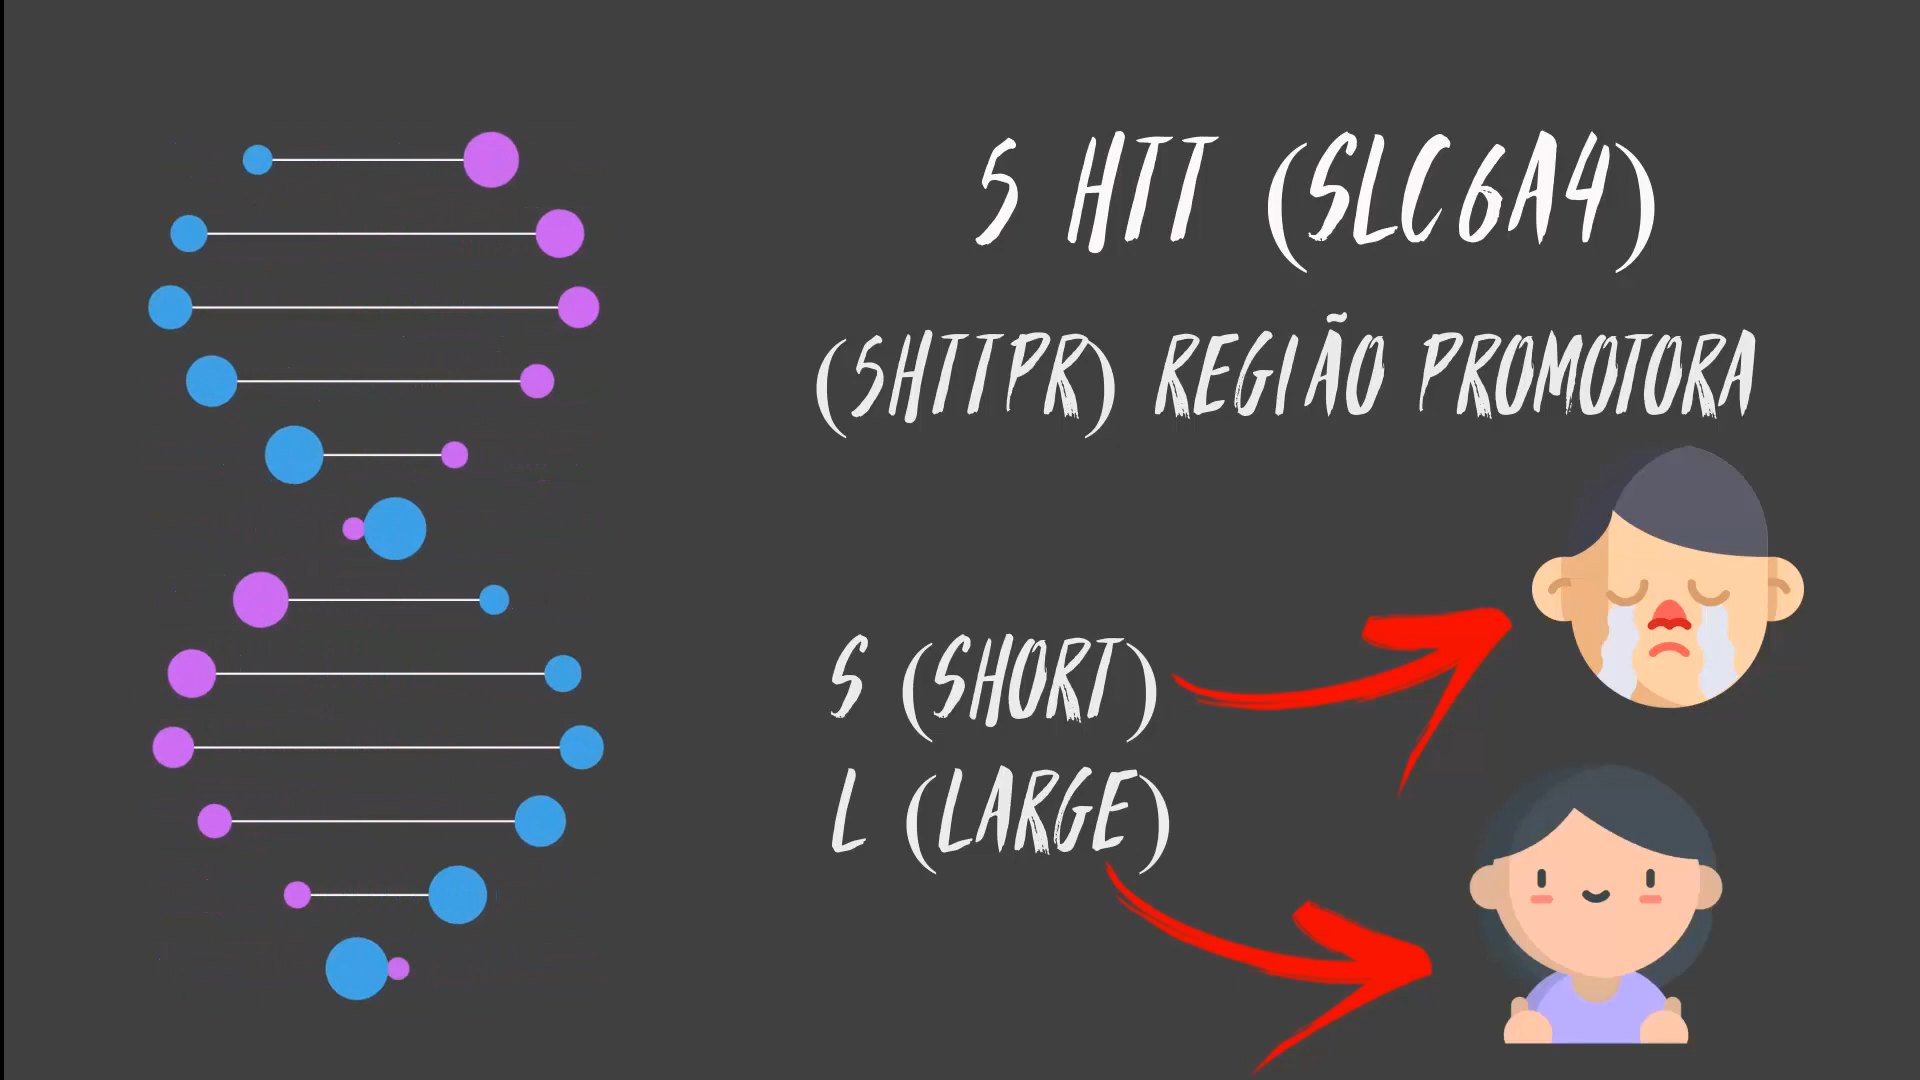 5 HTT (SLC6A4)
(5HTTPR) REGIÃO PROMOTORA
S (SHORT)
L (LARGE)